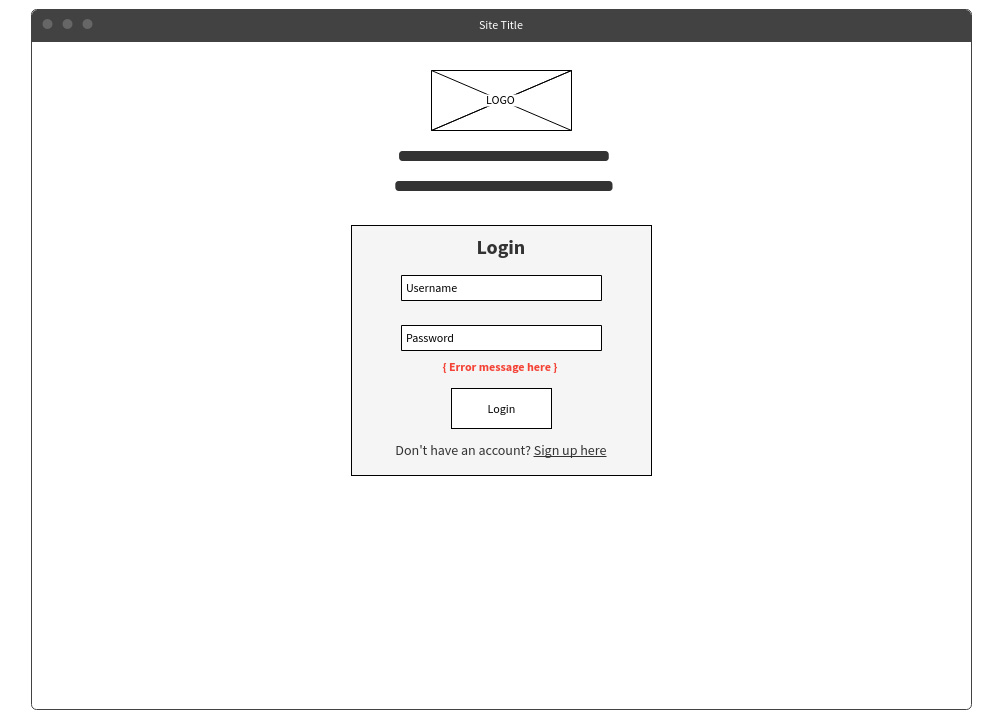 Site Title
LOGO
Login
Username
Password
{ Error message here }
Login
Don't have an account? Sign up here